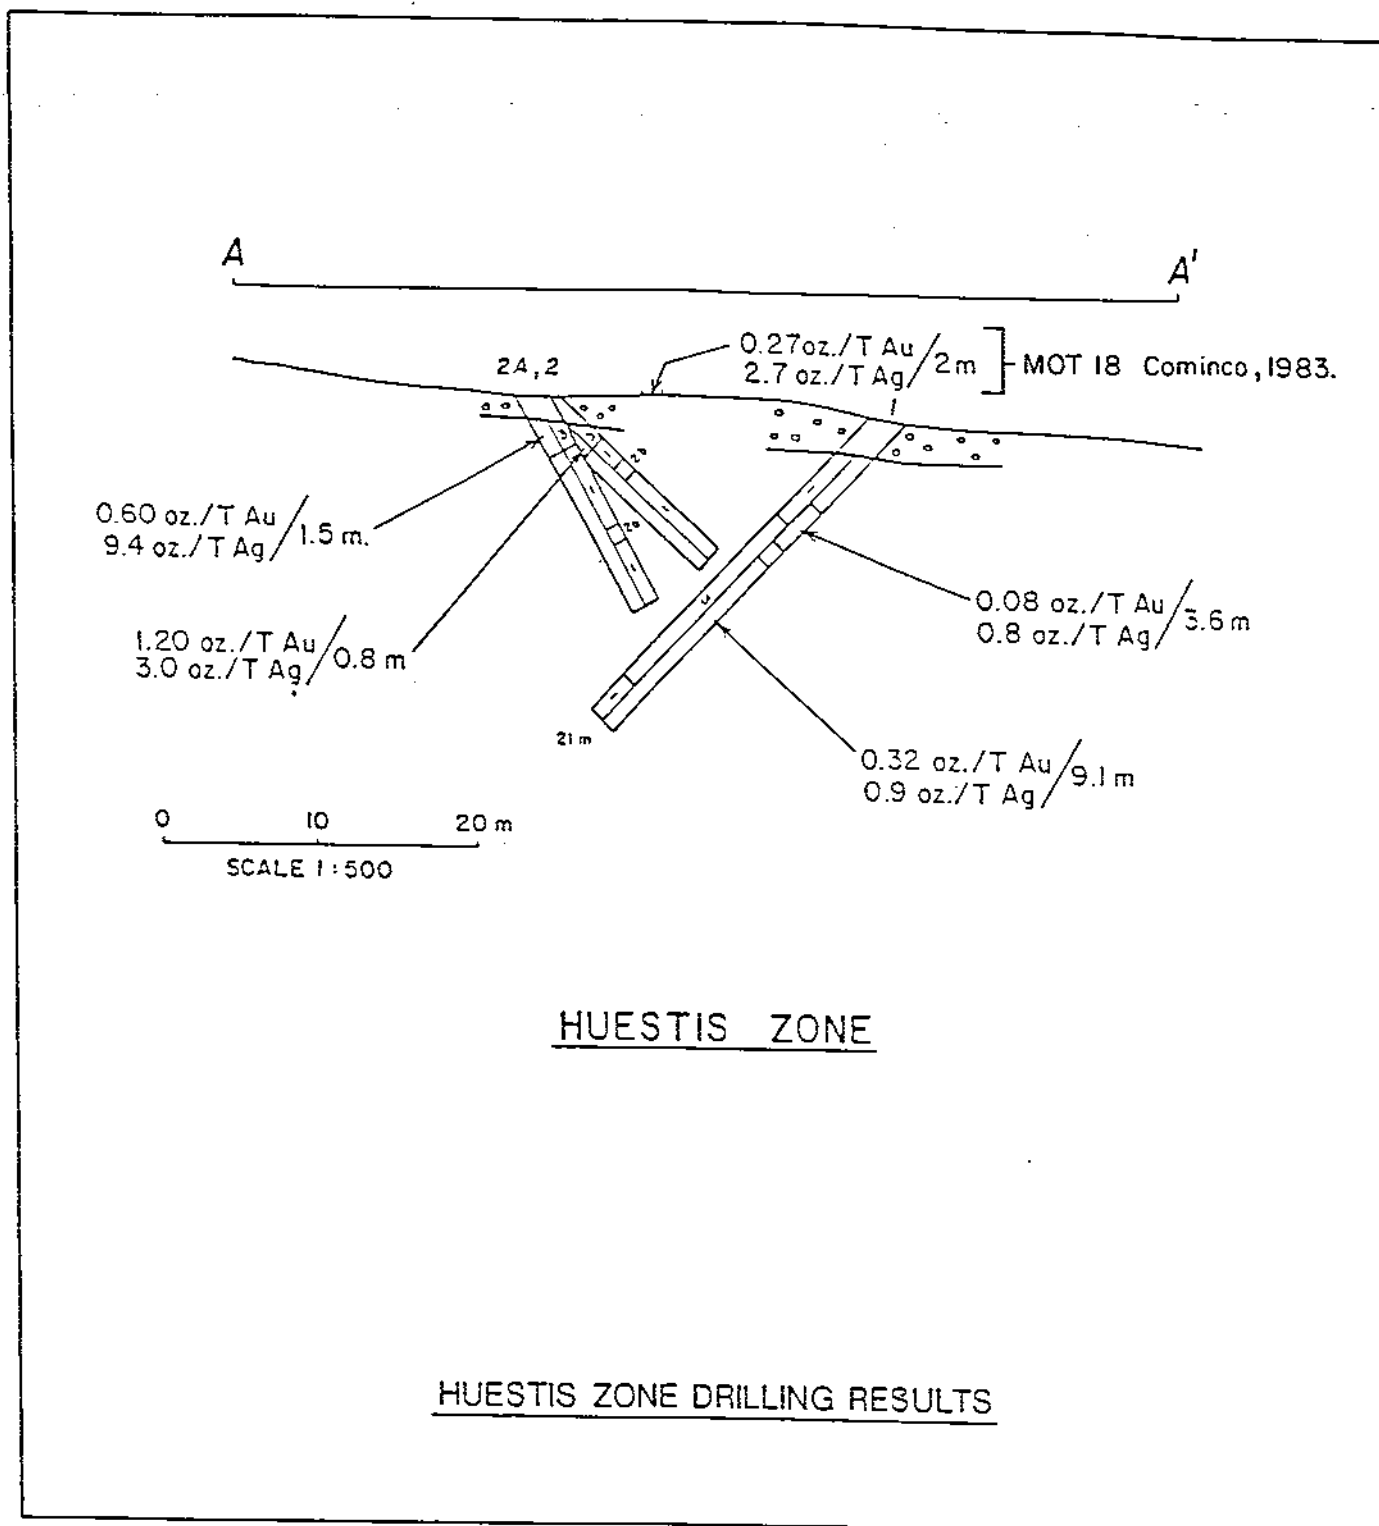 A
A'
2A, 2
0.27oz./T Au
2.7 oz./T Ag / 2m
MOT 18 Cominco, 1983.
1
0.60 oz./T Au
9.4 oz./T Ag / 1.5 m.
1.20 oz./T Au
3.0 oz./T Ag / 0.8 m
0.08 oz./T Au
0.8 oz./T Ag
21 m
0.32 oz./T Au
0.9 oz./T Ag / 9.1 m
0 10 20 m
SCALE 1:500
HUESTIS ZONE
HUESTIS ZONE DRILLING RESULTS